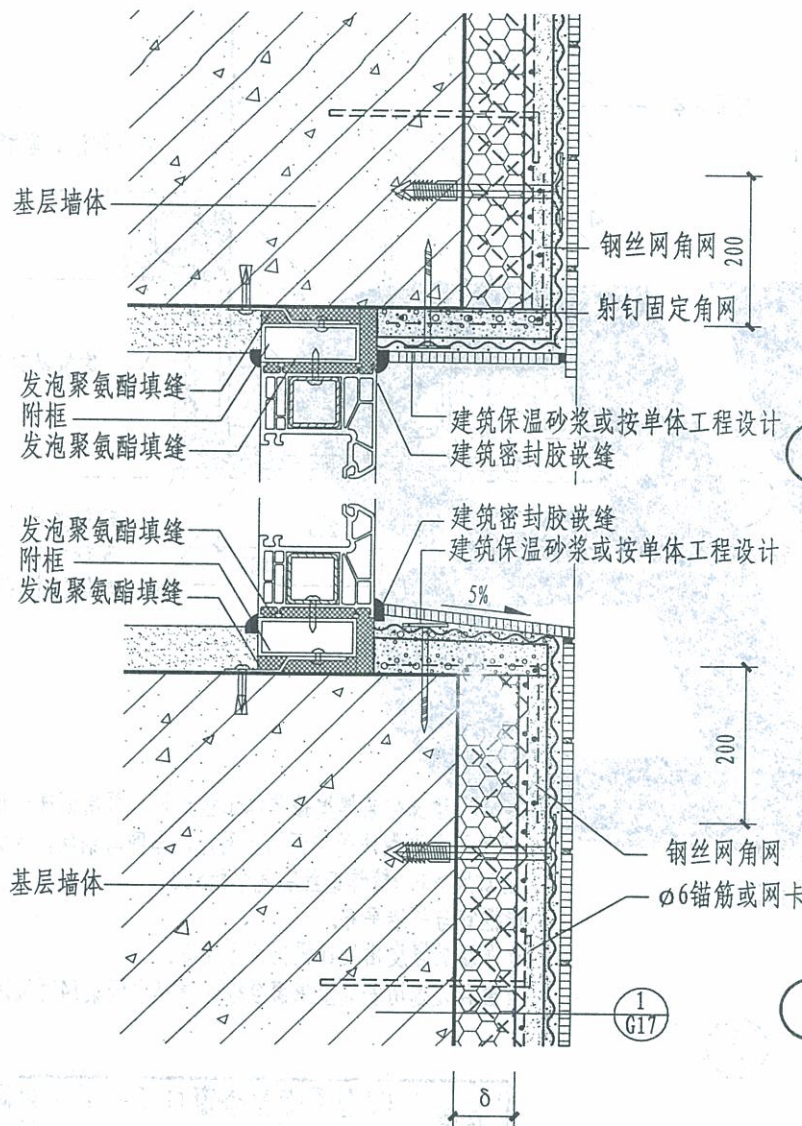 基层墙体
钢丝网角网
200
射钉固定角网
发泡聚氨酯填缝
附框
发泡聚氨酯填缝
建筑保温砂浆或按单体工程设计
建筑密封胶嵌缝
发泡聚氨酯填缝
附框
发泡聚氨酯填缝
建筑密封胶嵌缝
建筑保温砂浆或按单体工程设计
5%
200
钢丝网角网
基层墙体
ø6锚筋或网卡
1
G17
δ